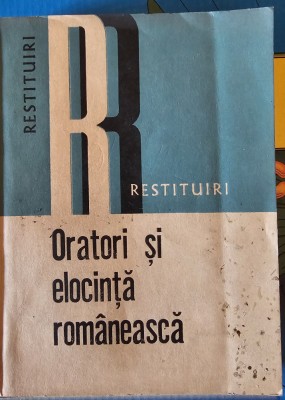 RESTITUIRI
R
RESTITUIRI
Oratori și
elocință
românească